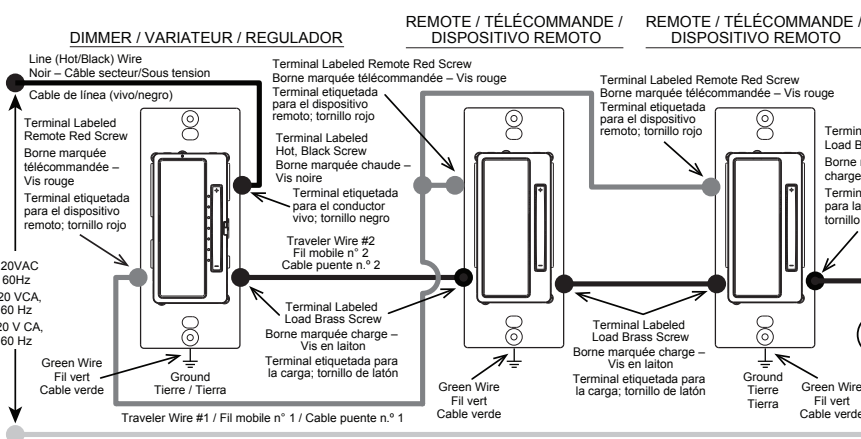 DIMMER / VARIATEUR / REGULADOR
REMOTE / TÉLÉCOMMANDE /
DISPOSITIVO REMOTO
REMOTE / TÉLÉCOMMANDE /
DISPOSITIVO REMOTO
Line (Hot/Black) Wire
Noir – Câble secteur/Sous tension
Cable de línea (vivo/negro)
Terminal Labeled
Remote Red Screw
Borne marquée
télécommandée –
Vis rouge
Terminal etiquetada
para el dispositivo
remoto; tornillo rojo
Terminal Labeled Remote Red Screw
Borne marquée télécommandée – Vis rouge
Terminal etiquetada
para el dispositivo
remoto; tornillo rojo
Terminal Labeled
Hot, Black Screw
Borne marquée chaude –
Vis noire
Terminal etiquetada
para el conductor
vivo; tornillo negro
Traveler Wire #2
Fil mobile n° 2
Cable puente n.º 2
Terminal Labeled
Load Brass Screw
Borne marquée charge –
Vis en laiton
Terminal etiquetada para
la carga; tornillo de latón
Terminal Labeled Remote Red Screw
Borne marquée télécommandée – Vis rouge
Terminal etiquetada
para el dispositivo
remoto; tornillo rojo
Load
charge
para la
tornillo
20VAC
60Hz
20 VCA,
60 Hz
20 V CA,
60 Hz
Green Wire
Fil vert
Cable verde
Ground
Tierre / Tierra
Green Wire
Fil vert
Cable verde
Terminal Labeled
Load Brass Screw
Borne marquée charge –
Vis en laiton
Terminal etiquetada para
la carga; tornillo de latón
Ground
Tierre
Tierra
Green Wire
Fil vert
Cable verde
Traveler Wire #1 / Fil mobile n° 1 / Cable puente n.º 1